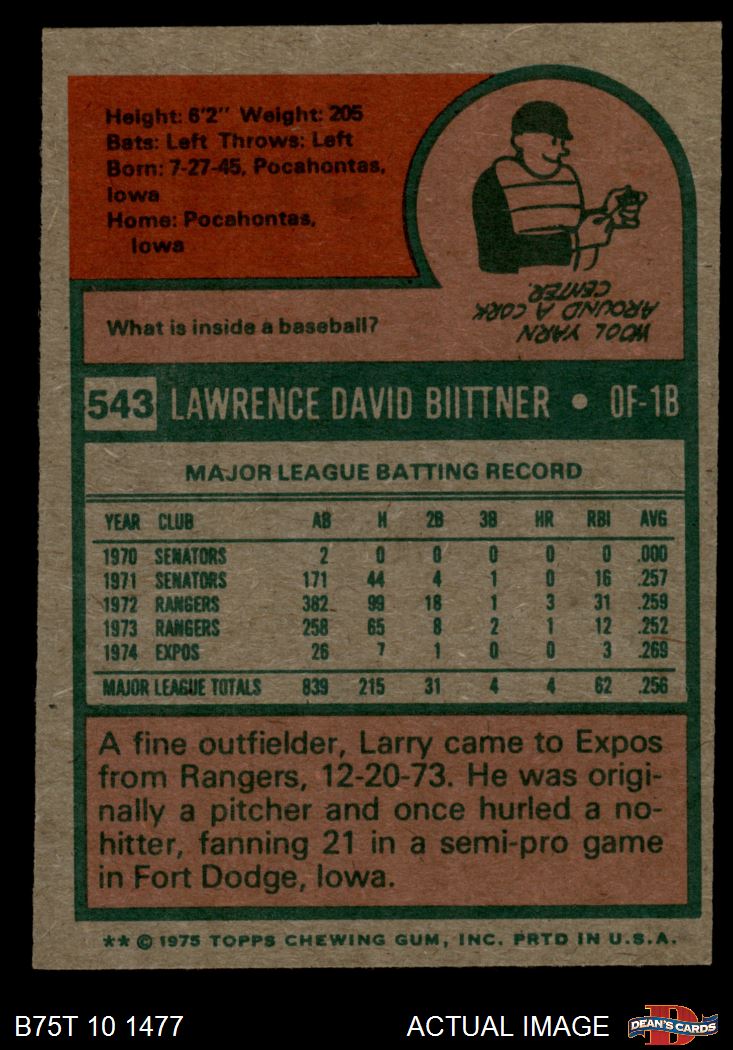 Height: 6'2" Weight: 205
Bats: Left Throws: Left
Born: 7-27-45, Pocahontas,
Iowa
Home: Pocahontas,
Iowa
What is inside a baseball?
WOOL YARN
AROUND A CORK
CENTER.
543 LAWRENCE DAVID BIITTNER • OF-1B
MAJOR LEAGUE BATTING RECORD
YEAR CLUB AB H 2B 3B HR RBI AVG
1970 SENATORS 2 0 0 0 0 0 .000
1971 SENATORS 171 44 4 1 0 16 .257
1972 RANGERS 382 99 18 1 3 31 .259
1973 RANGERS 258 65 8 2 1 12 .252
1974 EXPOS 26 7 1 0 0 3 .269
MAJOR LEAGUE TOTALS 839 215 31 4 4 62 .256
A fine outfielder, Larry came to Expos
from Rangers, 12-20-73. He was origi-
nally a pitcher and once hurled a no-
hitter, fanning 21 in a semi-pro game
in Fort Dodge, Iowa.
** © 1975 TOPPS CHEWING GUM, INC. PRTD IN U.S.A.
B75T 10 1477 ACTUAL IMAGE
D
DEAN'S CARDS